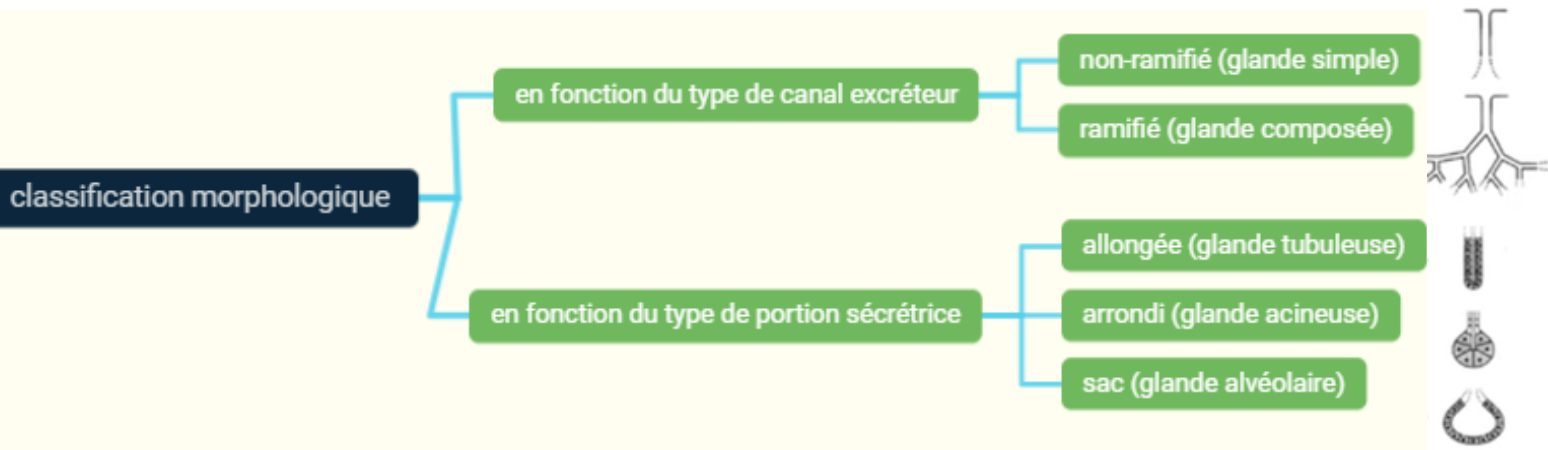 classification morphologique
en fonction du type de canal excréteur
non-ramifié (glande simple)
ramifié (glande composée)
en fonction du type de portion sécrétrice
allongée (glande tubuleuse)
arrondi (glande acineuse)
sac (glande alvéolaire)